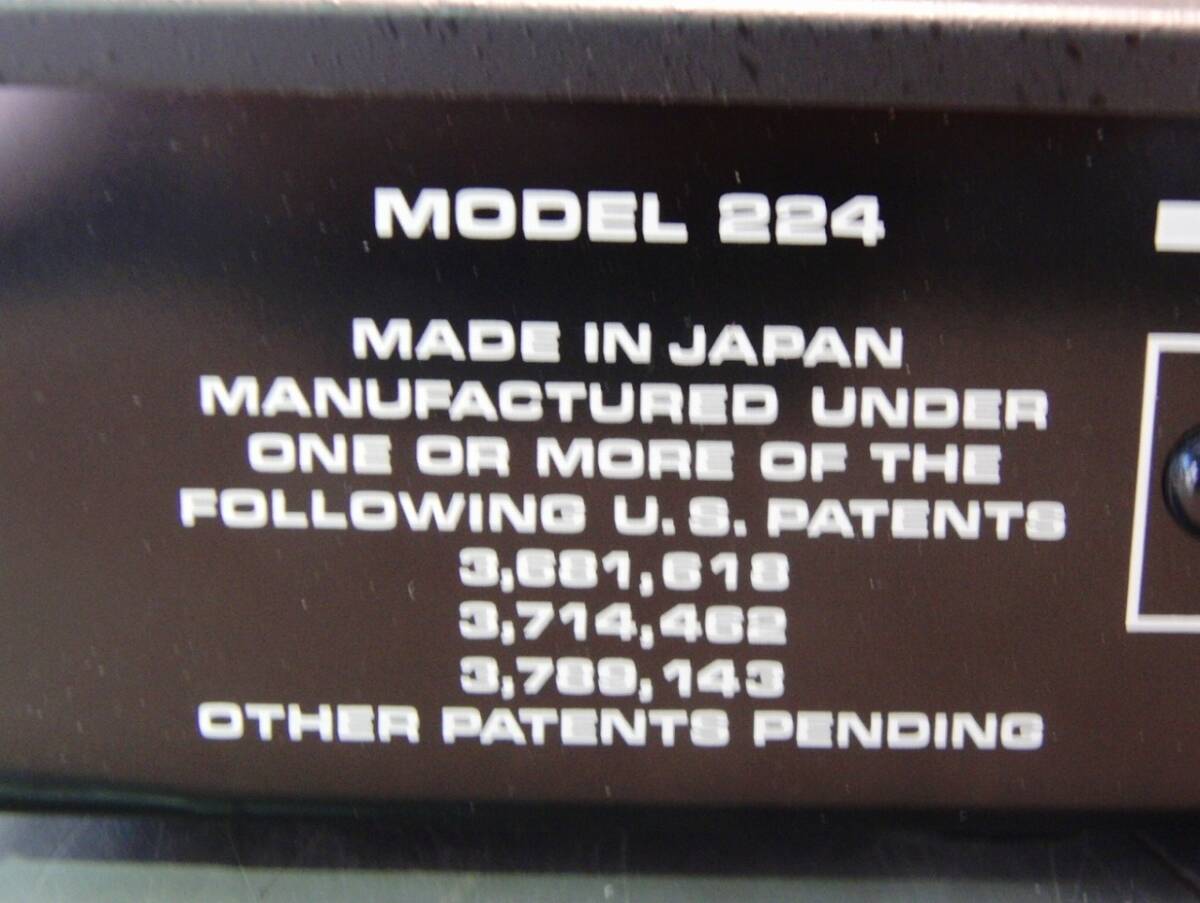 MODEL 224
MADE IN JAPAN
MANUFACTURED UNDER
ONE OR MORE OF THE
FOLLOWING U.S. PATENTS
3,681,618
3,714,462
3,789,143
OTHER PATENTS PENDING